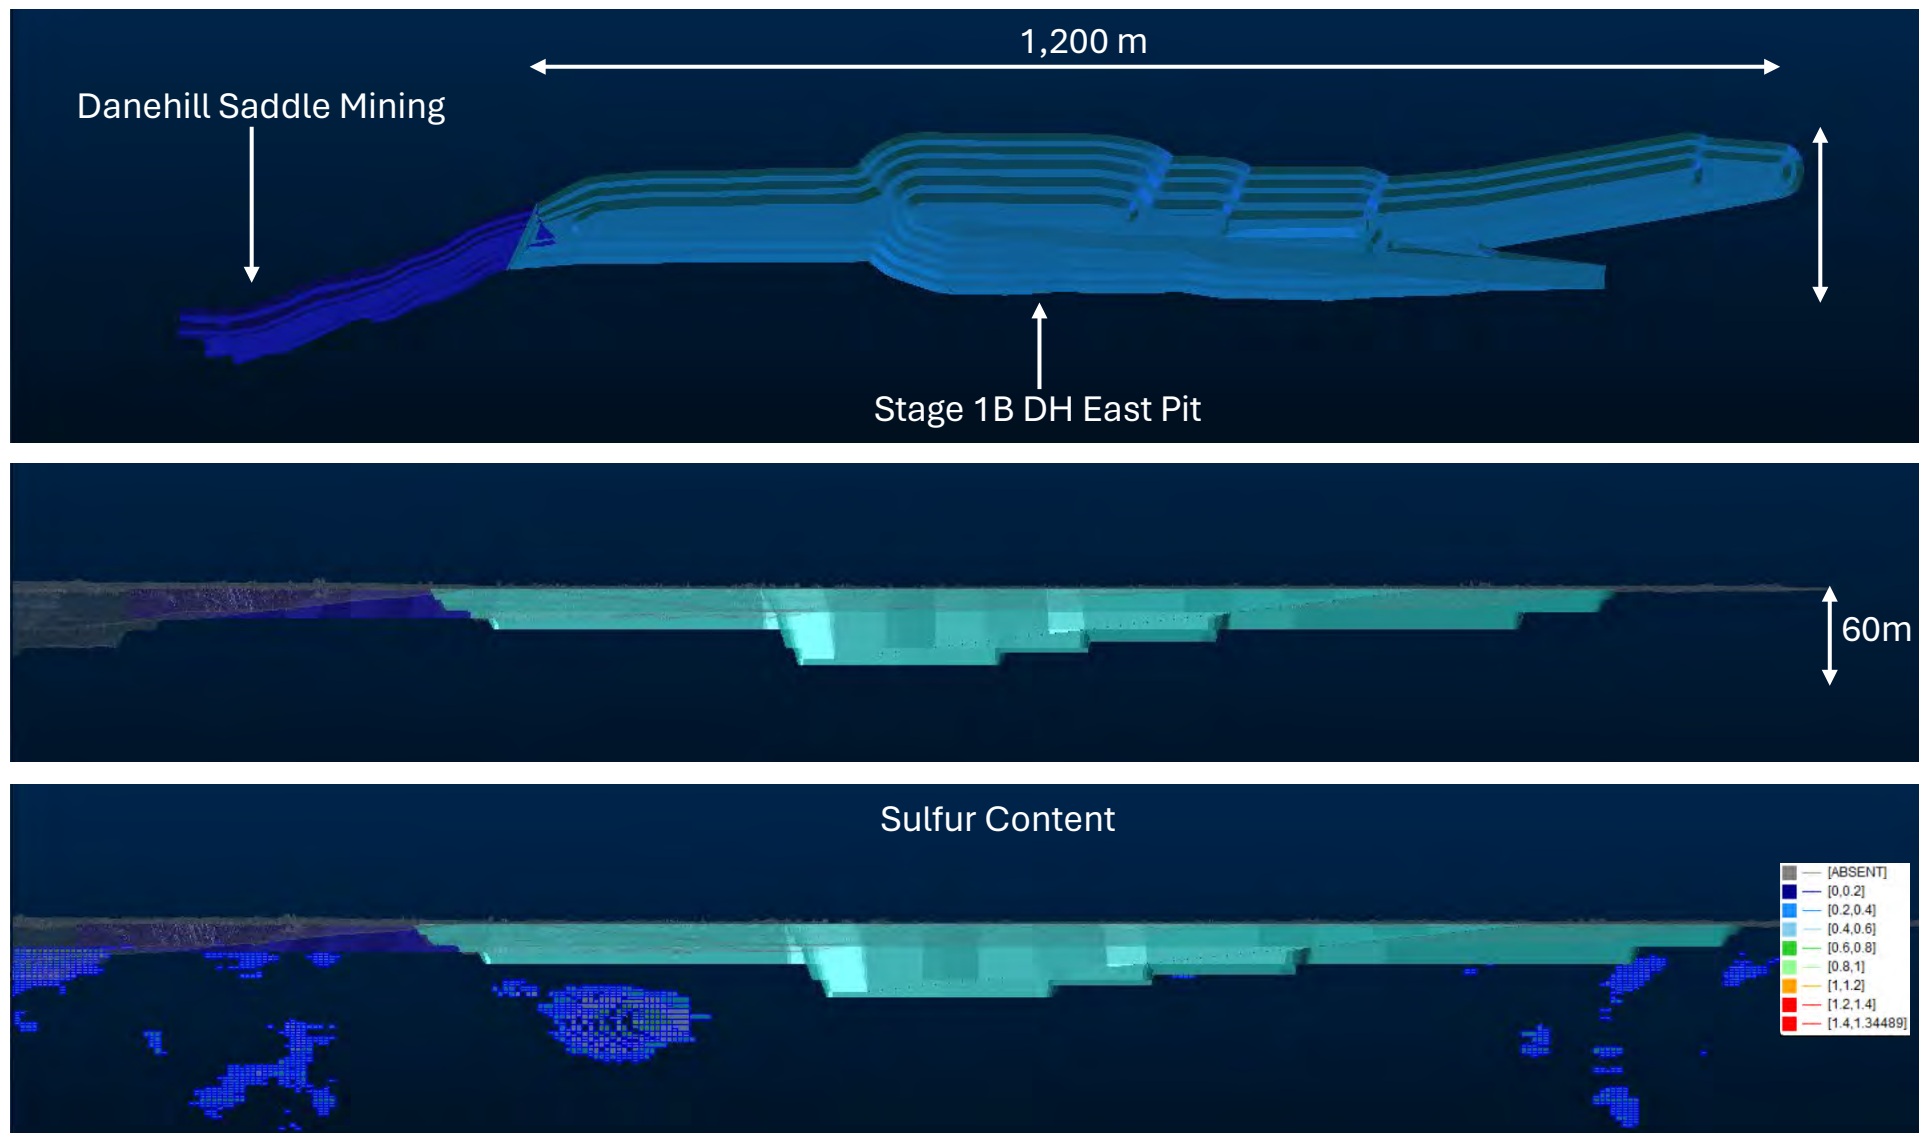 1,200 m
Danehill Saddle Mining
Stage 1B DH East Pit
60m
Sulfur Content
[ABSENT]
[0,0.2]
[0.2,0.4]
[0.4,0.6]
[0.6,0.8]
[0.8,1]
[1,1.2]
[1.2,1.4]
[1.4,1.34489]